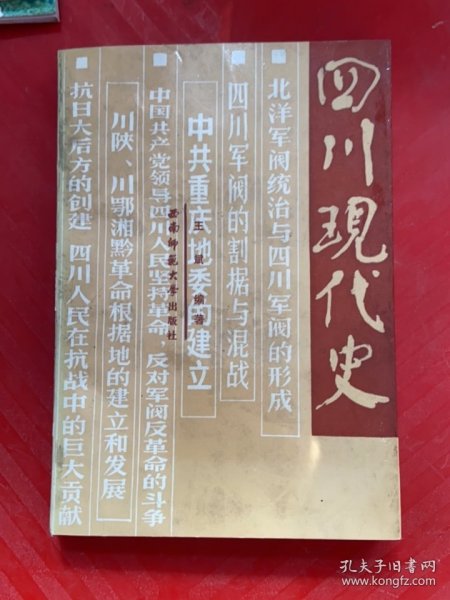 四川現代史
北洋军阀统治与四川军阀的形成
四川军阀的割据与混战
中共重庆地委的建立
中国共产党领导四川人民坚持革命，反对军阀反革命的斗争
川陕、川鄂湘黔革命根据地的建立和发展
抗日大后方的创建 四川人民在抗战中的巨大贡献
王 编著
西南师范大学出版社
孔夫子旧书网
www.kongfz.com